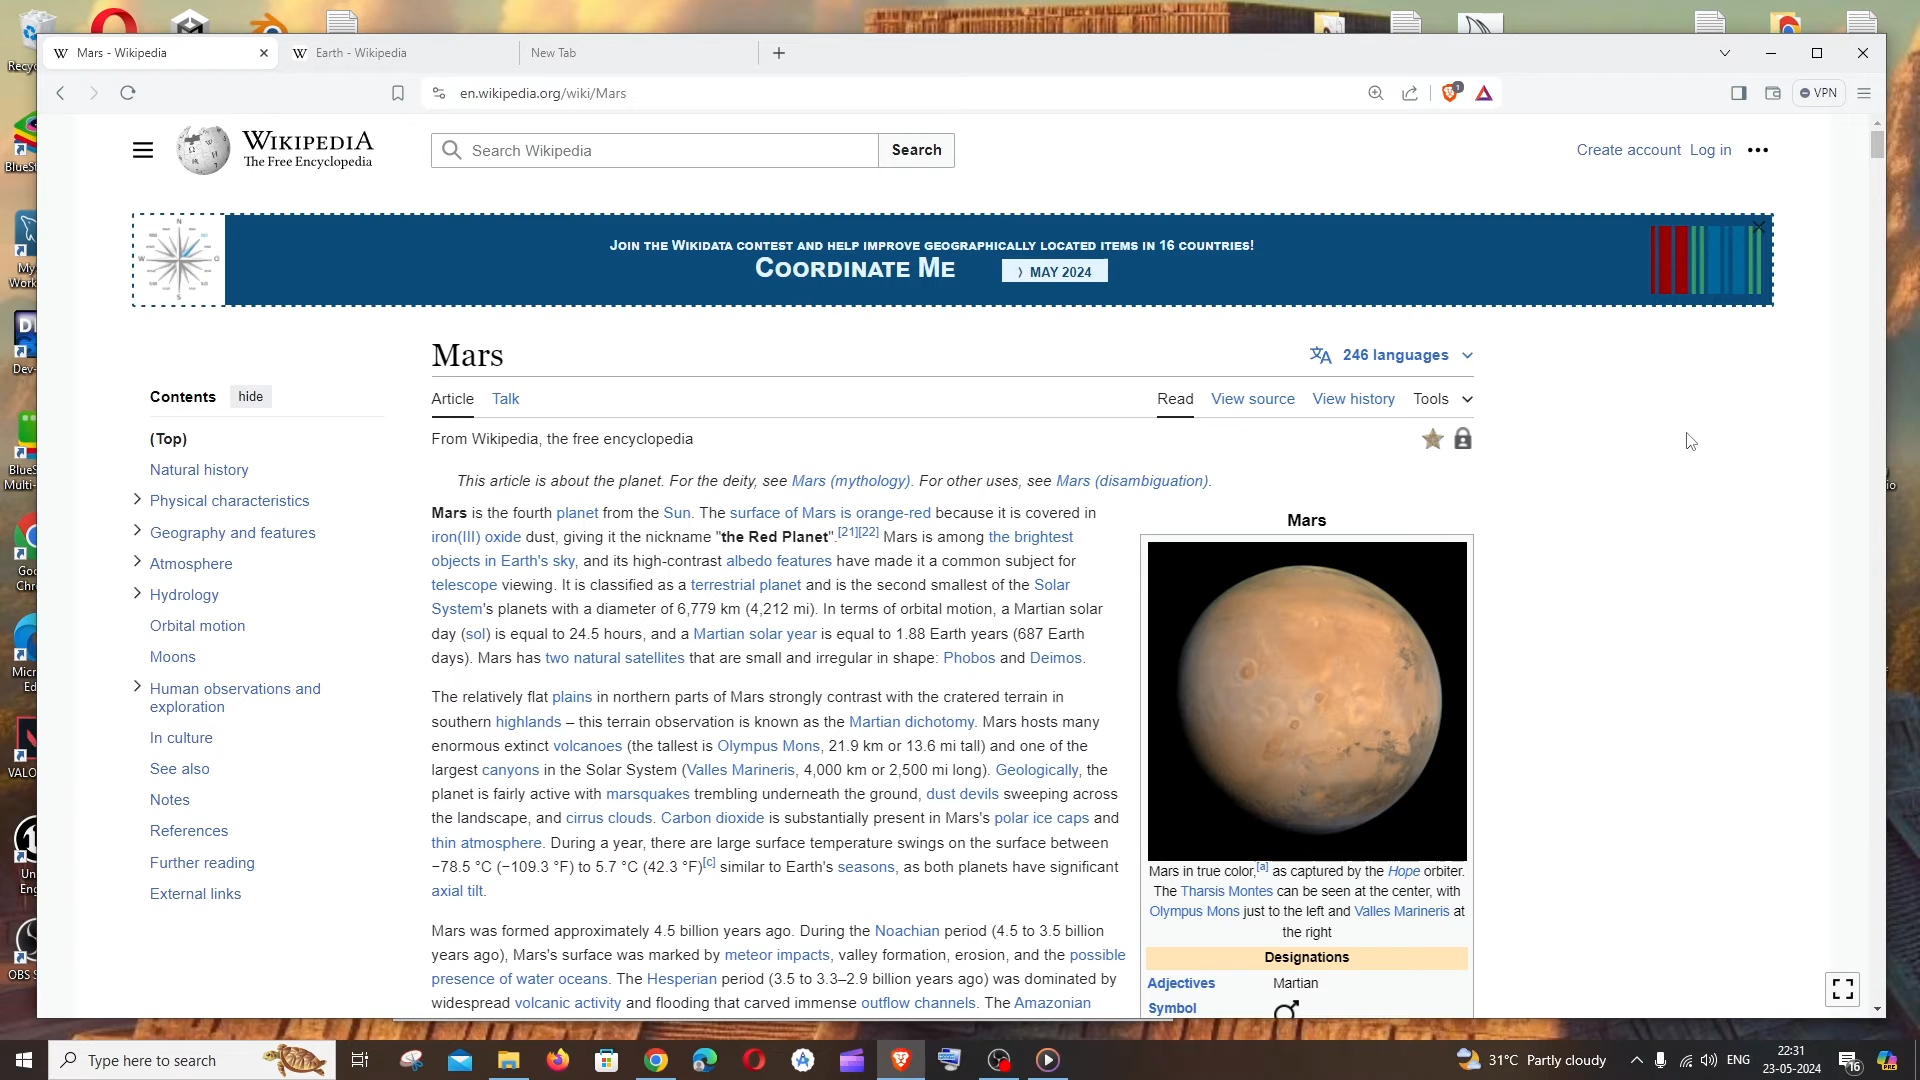 Mars - Wikipedia
Earth - Wikipedia
New Tab
en.wikipedia.org/wiki/Mars
1
VPN
WIKIPEDIA
The Free Encyclopedia
Search Wikipedia
Search
Create account
Log in
JOIN THE WIKIDATA CONTEST AND HELP IMPROVE GEOGRAPHICALLY LOCATED ITEMS IN 16 COUNTRIES!
COORDINATE ME
⟩ MAY 2024
Mars
246 languages
Contents
hide
Article
Talk
Read
View source
View history
Tools
(Top)
Natural history
Physical characteristics
Geography and features
Atmosphere
Hydrology
Orbital motion
Moons
Human observations and
exploration
In culture
See also
Notes
References
Further reading
External links
From Wikipedia, the free encyclopedia
This article is about the planet. For the deity, see Mars (mythology). For other uses, see Mars (disambiguation).
Mars is the fourth planet from the Sun. The surface of Mars is orange-red because it is covered in
iron(III) oxide dust, giving it the nickname "the Red Planet".[21][22] Mars is among the brightest
objects in Earth's sky, and its high-contrast albedo features have made it a common subject for
telescope viewing. It is classified as a terrestrial planet and is the second smallest of the Solar
System's planets with a diameter of 6,779 km (4,212 mi). In terms of orbital motion, a Martian solar
day (sol) is equal to 24.5 hours, and a Martian solar year is equal to 1.88 Earth years (687 Earth
days). Mars has two natural satellites that are small and irregular in shape: Phobos and Deimos.
The relatively flat plains in northern parts of Mars strongly contrast with the cratered terrain in
southern highlands – this terrain observation is known as the Martian dichotomy. Mars hosts many
enormous extinct volcanoes (the tallest is Olympus Mons, 21.9 km or 13.6 mi tall) and one of the
largest canyons in the Solar System (Valles Marineris, 4,000 km or 2,500 mi long). Geologically, the
planet is fairly active with marsquakes trembling underneath the ground, dust devils sweeping across
the landscape, and cirrus clouds. Carbon dioxide is substantially present in Mars's polar ice caps and
thin atmosphere. During a year, there are large surface temperature swings on the surface between
−78.5 °C (−109.3 °F) to 5.7 °C (42.3 °F)[c] similar to Earth's seasons, as both planets have significant
axial tilt.
Mars was formed approximately 4.5 billion years ago. During the Noachian period (4.5 to 3.5 billion
years ago), Mars's surface was marked by meteor impacts, valley formation, erosion, and the possible
presence of water oceans. The Hesperian period (3.5 to 3.3–2.9 billion years ago) was dominated by
widespread volcanic activity and flooding that carved immense outflow channels. The Amazonian
Mars
Mars in true color,[a] as captured by the Hope orbiter.
The Tharsis Montes can be seen at the center, with
Olympus Mons just to the left and Valles Marineris at
the right
Designations
Adjectives
Martian
Symbol
Type here to search
31°C Partly cloudy
ENG
22:31
23-05-2024
16